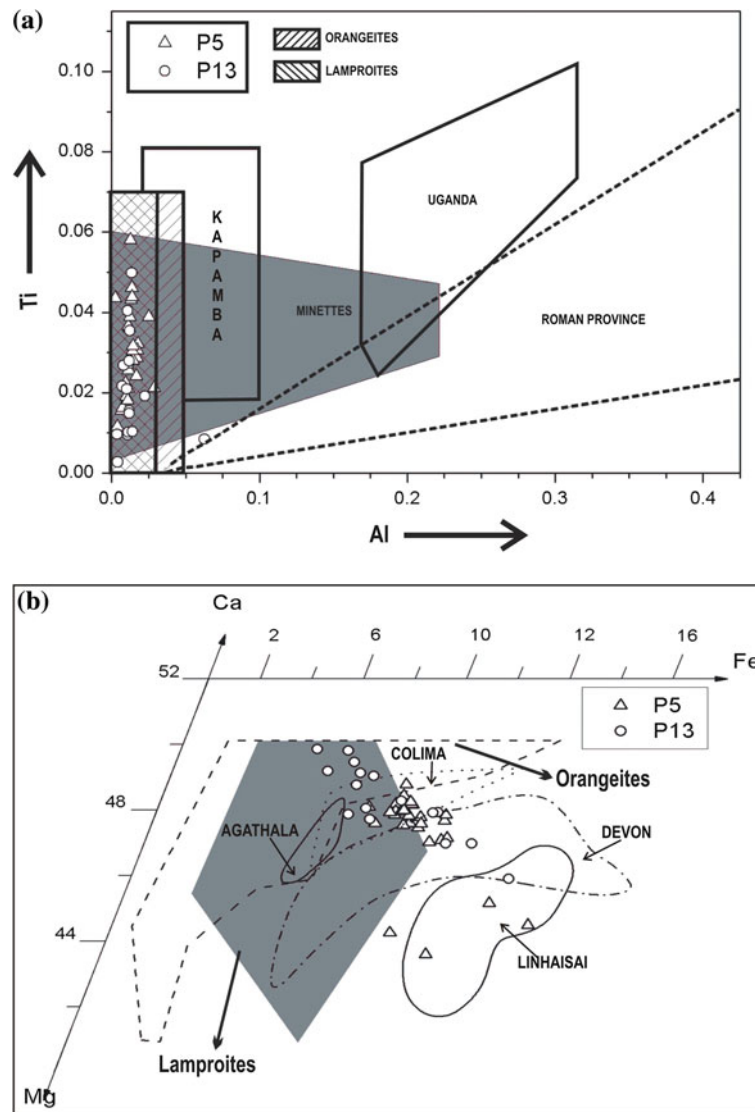 (a)
P5
P13
ORANGEITES
LAMPROITES
0.10
0.08
0.06
0.04
0.02
0.00
Ti
KAPAMBA
UGANDA
MINETTES
ROMAN PROVINCE
0.0
0.1
0.2
0.3
0.4
Al
(b)
Ca
2
6
10
16
Fe
52
P5
P13
COLIMA
Orangeites
48
AGATHALA
DEVON
44
LINHAISAI
Lamproites
Mg